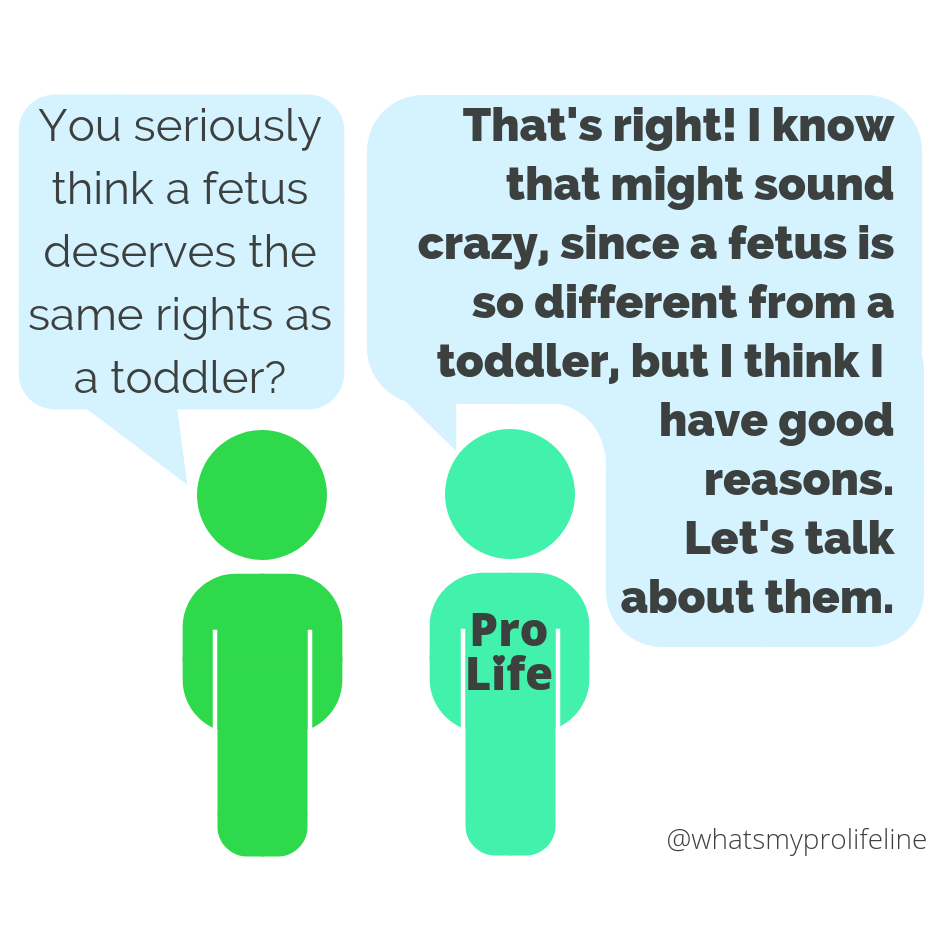 You seriously
think a fetus
deserves the
same rights as
a toddler?
That's right! I know
that might sound
crazy, since a fetus is
so different from a
toddler, but I think I
have good
reasons.
Let's talk
about them.
Pro
Life
@whatsmyprolifeline